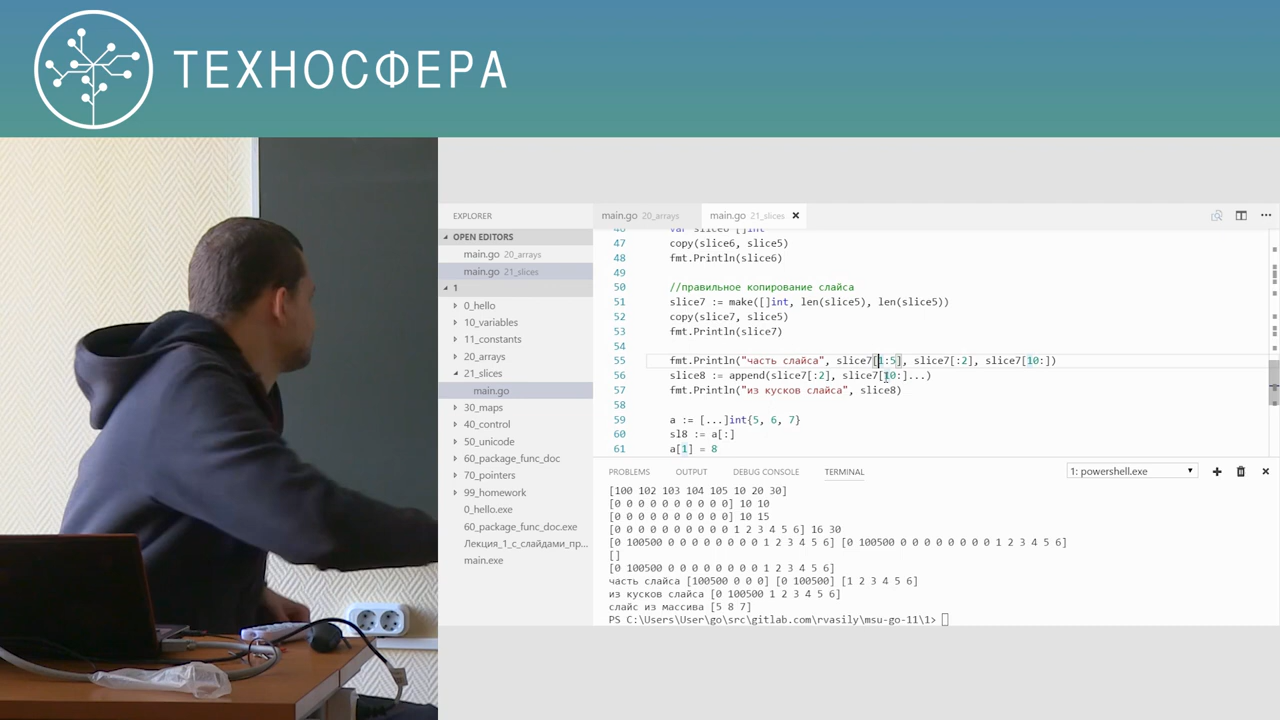 ТЕХНОСФЕРА
EXPLORER
OPEN EDITORS
main.go 20_arrays
main.go 21_slices
1
0_hello
10_variables
11_constants
20_arrays
21_slices
main.go
30_maps
40_control
50_unicode
60_package_func_doc
70_pointers
99_homework
0_hello.exe
60_package_func_doc.exe
Лекция_1_с_слайдами_пр...
main.exe
main.go 20_arrays main.go 21_slices
46 var slice6 []int
47 copy(slice6, slice5)
48 fmt.Println(slice6)
49
50 //правильное копирование слайса
51 slice7 := make([]int, len(slice5), len(slice5))
52 copy(slice7, slice5)
53 fmt.Println(slice7)
54
55 fmt.Println("часть слайса", slice7[1:5], slice7[:2], slice7[10:])
56 slice8 := append(slice7[:2], slice7[10:]...)
57 fmt.Println("из кусков слайса", slice8)
58
59 a := [...]int{5, 6, 7}
60 sl8 := a[:]
61 a[1] = 8
PROBLEMS OUTPUT DEBUG CONSOLE TERMINAL 1: powershell.exe
[100 102 103 104 105 10 20 30]
[0 0 0 0 0 0 0 0 0 0] 10 10
[0 0 0 0 0 0 0 0 0 0] 10 15
[0 0 0 0 0 0 0 0 0 0 1 2 3 4 5 6] 16 30
[0 100500 0 0 0 0 0 0 0 0 1 2 3 4 5 6] [0 100500 0 0 0 0 0 0 0 0 1 2 3 4 5 6]
[]
[0 100500 0 0 0 0 0 0 0 0 1 2 3 4 5 6]
часть слайса [100500 0 0 0] [0 100500] [1 2 3 4 5 6]
из кусков слайса [0 100500 1 2 3 4 5 6]
слайс из массива [5 8 7]
PS C:\Users\User\go\src\gitlab.com\rvasily\msu-go-11\1>